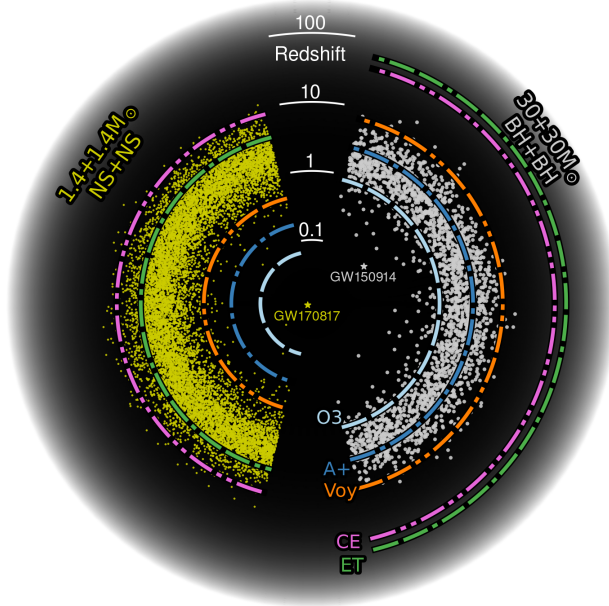 100
Redshift
10
1
0.1
1.4+1.4M⊙
NS+NS
30+30M⊙
BH+BH
GW150914
GW170817
O3
A+
Voy
CE
ET